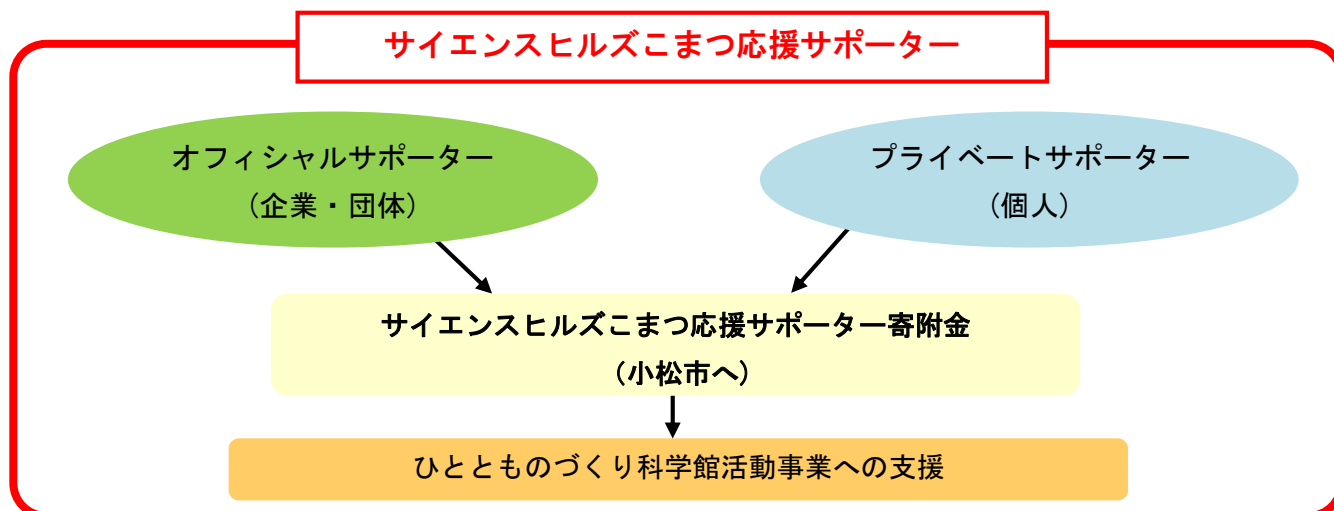 サイエンスヒルズこまつ応援サポーター
オフィシャルサポーター
（企業・団体）
プライベートサポーター
（個人）
サイエンスヒルズこまつ応援サポーター寄附金
（小松市へ）
ひとともものづくり科学館活動事業への支援